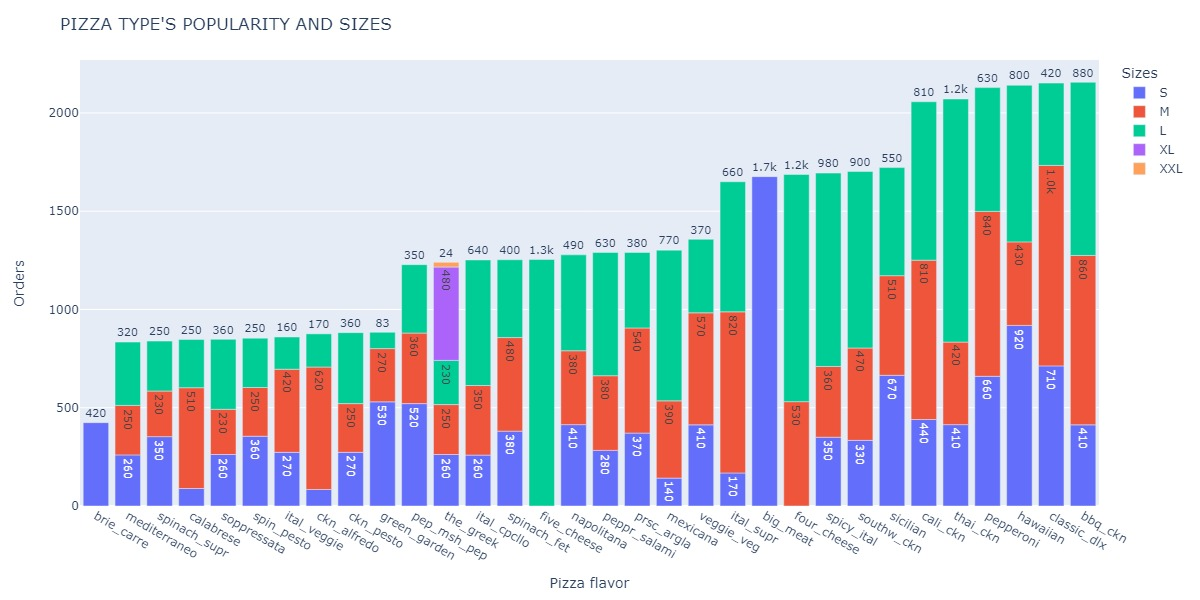 PIZZA TYPE'S POPULARITY AND SIZES
Sizes
S
M
L
XL
XXL
Orders
2000
1500
1000
500
0
420
320 250 260
250 230 350
250 510
360 230 260
250 250 360
160 420 270
170 620
360 250 270
83 270 530
350 360 520
24 480 230 250 260
640 350 260
400 480 380
1.3k
490 380 410
630 380 280
380 540 370
770 390 140
370 570 410
660 820 170
1.7k
1.2k 530
980 360 350
900 470 330
550 510 670
810 810 440
1.2k 420 410
630 840 660
800 430 920
420 1.0k 710
880 860 410
brie_carre
mediterraneo
spinach_supr
calabrese
soppressata
spin_pesto
ital_veggie
ckn_alfredo
ckn_pesto
green_garden
pep_msh_pep
the_greek
ital_cpcllo
spinach_fet
five_cheese
napolitana
peppr_salami
prsc_argla
mexicana
veggie_veg
ital_supr
big_meat
four_cheese
spicy_ital
southw_ckn
sicilian
cali_ckn
thai_ckn
pepperoni
hawaiian
classic_dlx
bbq_ckn
Pizza flavor